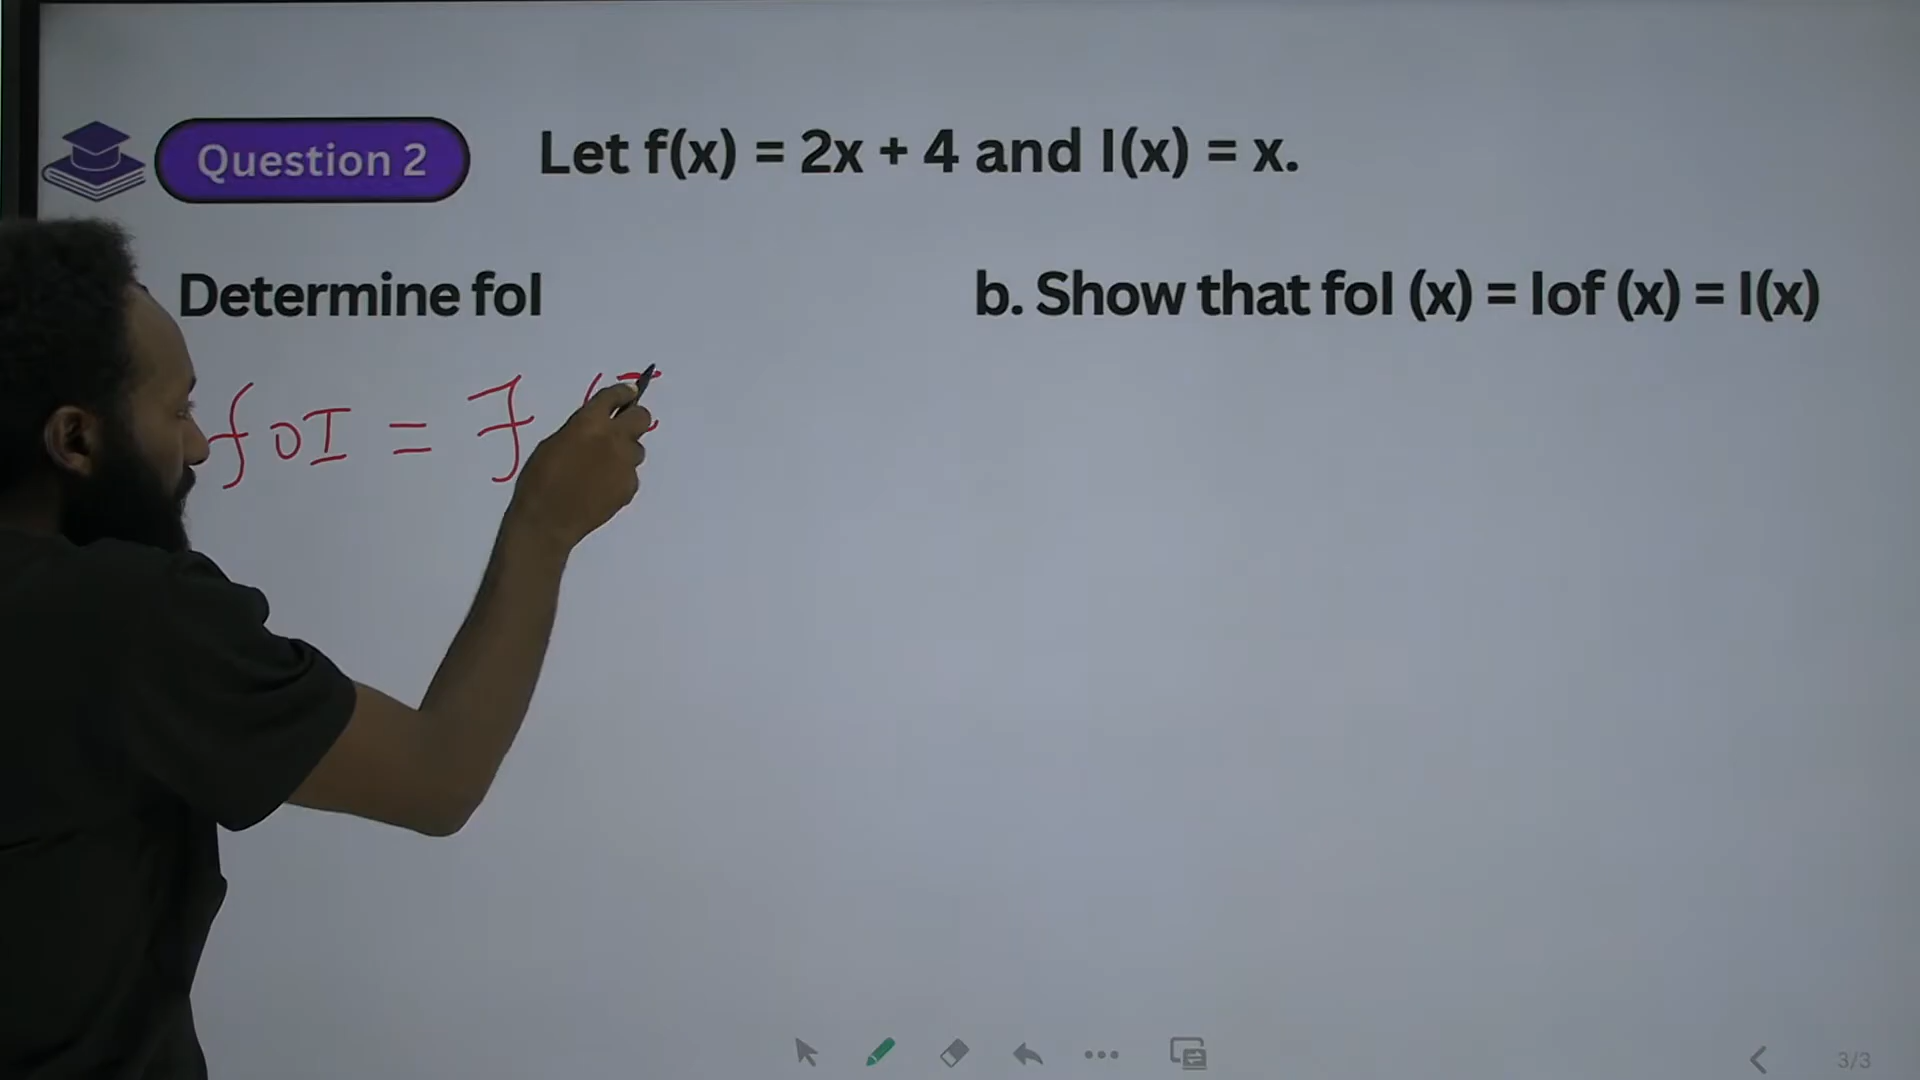 Question 2
Let f(x) = 2x + 4 and I(x) = x.
Determine foI
b. Show that foI (x) = Iof (x) = I(x)
foI = f (I
3/3